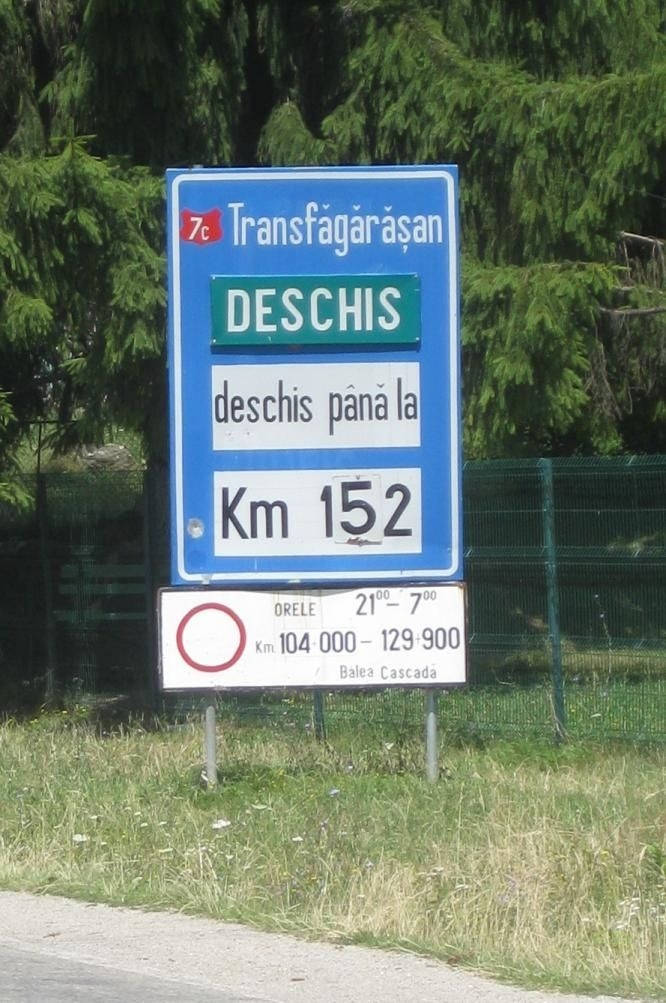 7c Transfăgărășan
DESCHIS
deschis până la
Km 152
ORELE 21⁰⁰ - 7⁰⁰
Km. 104+000 - 129+900
Balea Cascadă